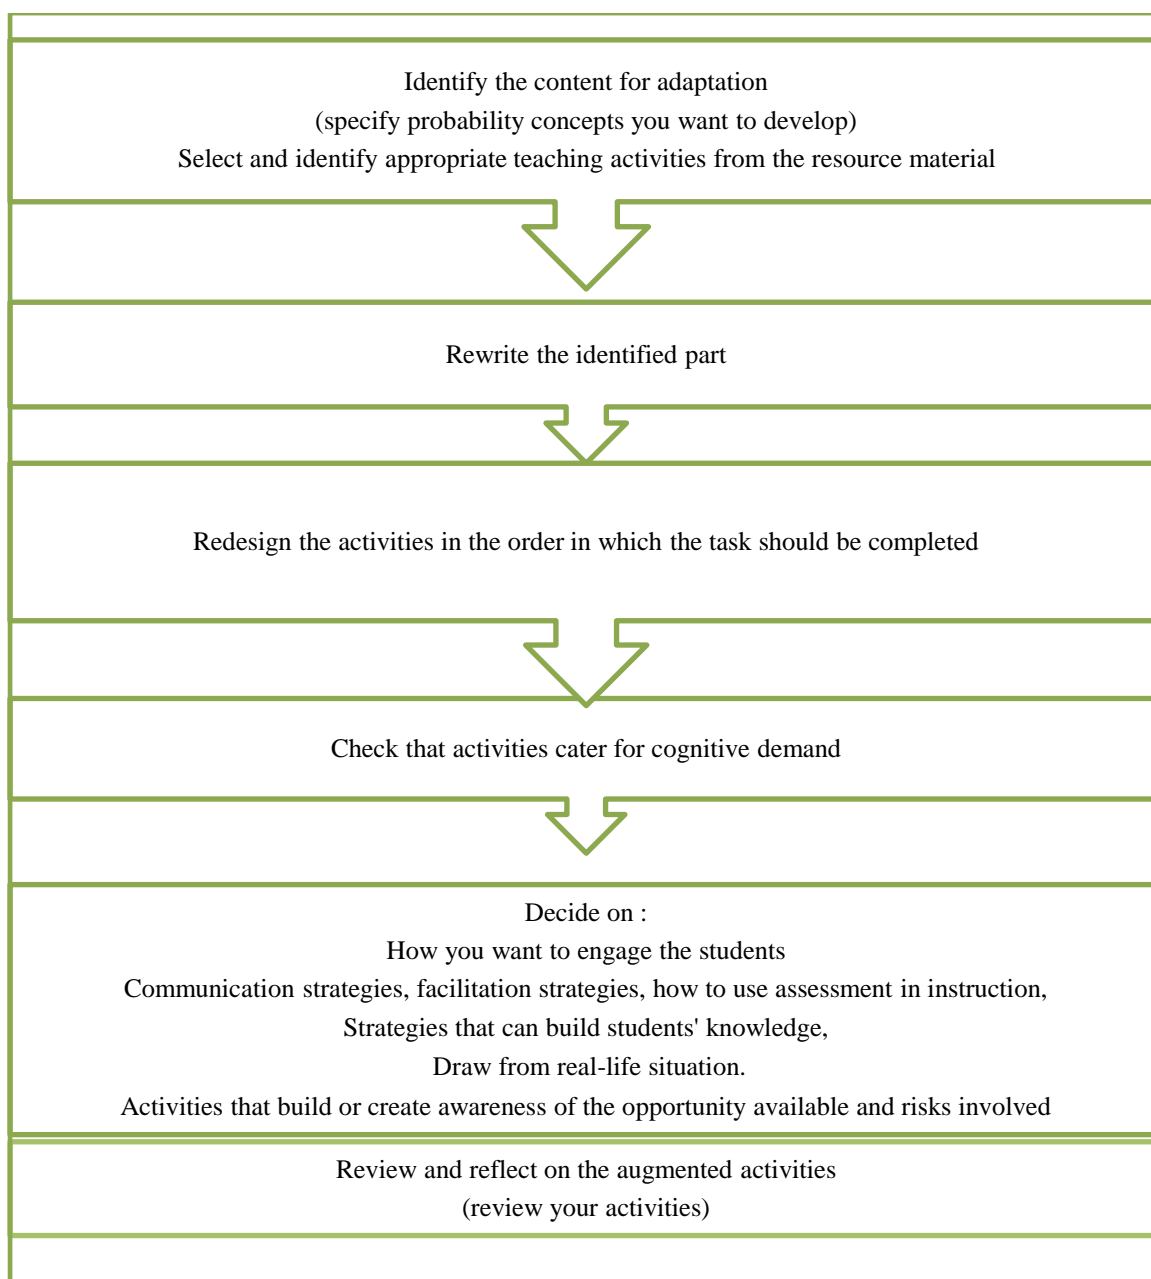 Identify the content for adaptation
(specify probability concepts you want to develop)
Select and identify appropriate teaching activities from the resource material
Rewrite the identified part
Redesign the activities in the order in which the task should be completed
Check that activities cater for cognitive demand
Decide on :
How you want to engage the students
Communication strategies, facilitation strategies, how to use assessment in instruction,
Strategies that can build students' knowledge,
Draw from real-life situation.
Activities that build or create awareness of the opportunity available and risks involved
Review and reflect on the augmented activities
(review your activities)